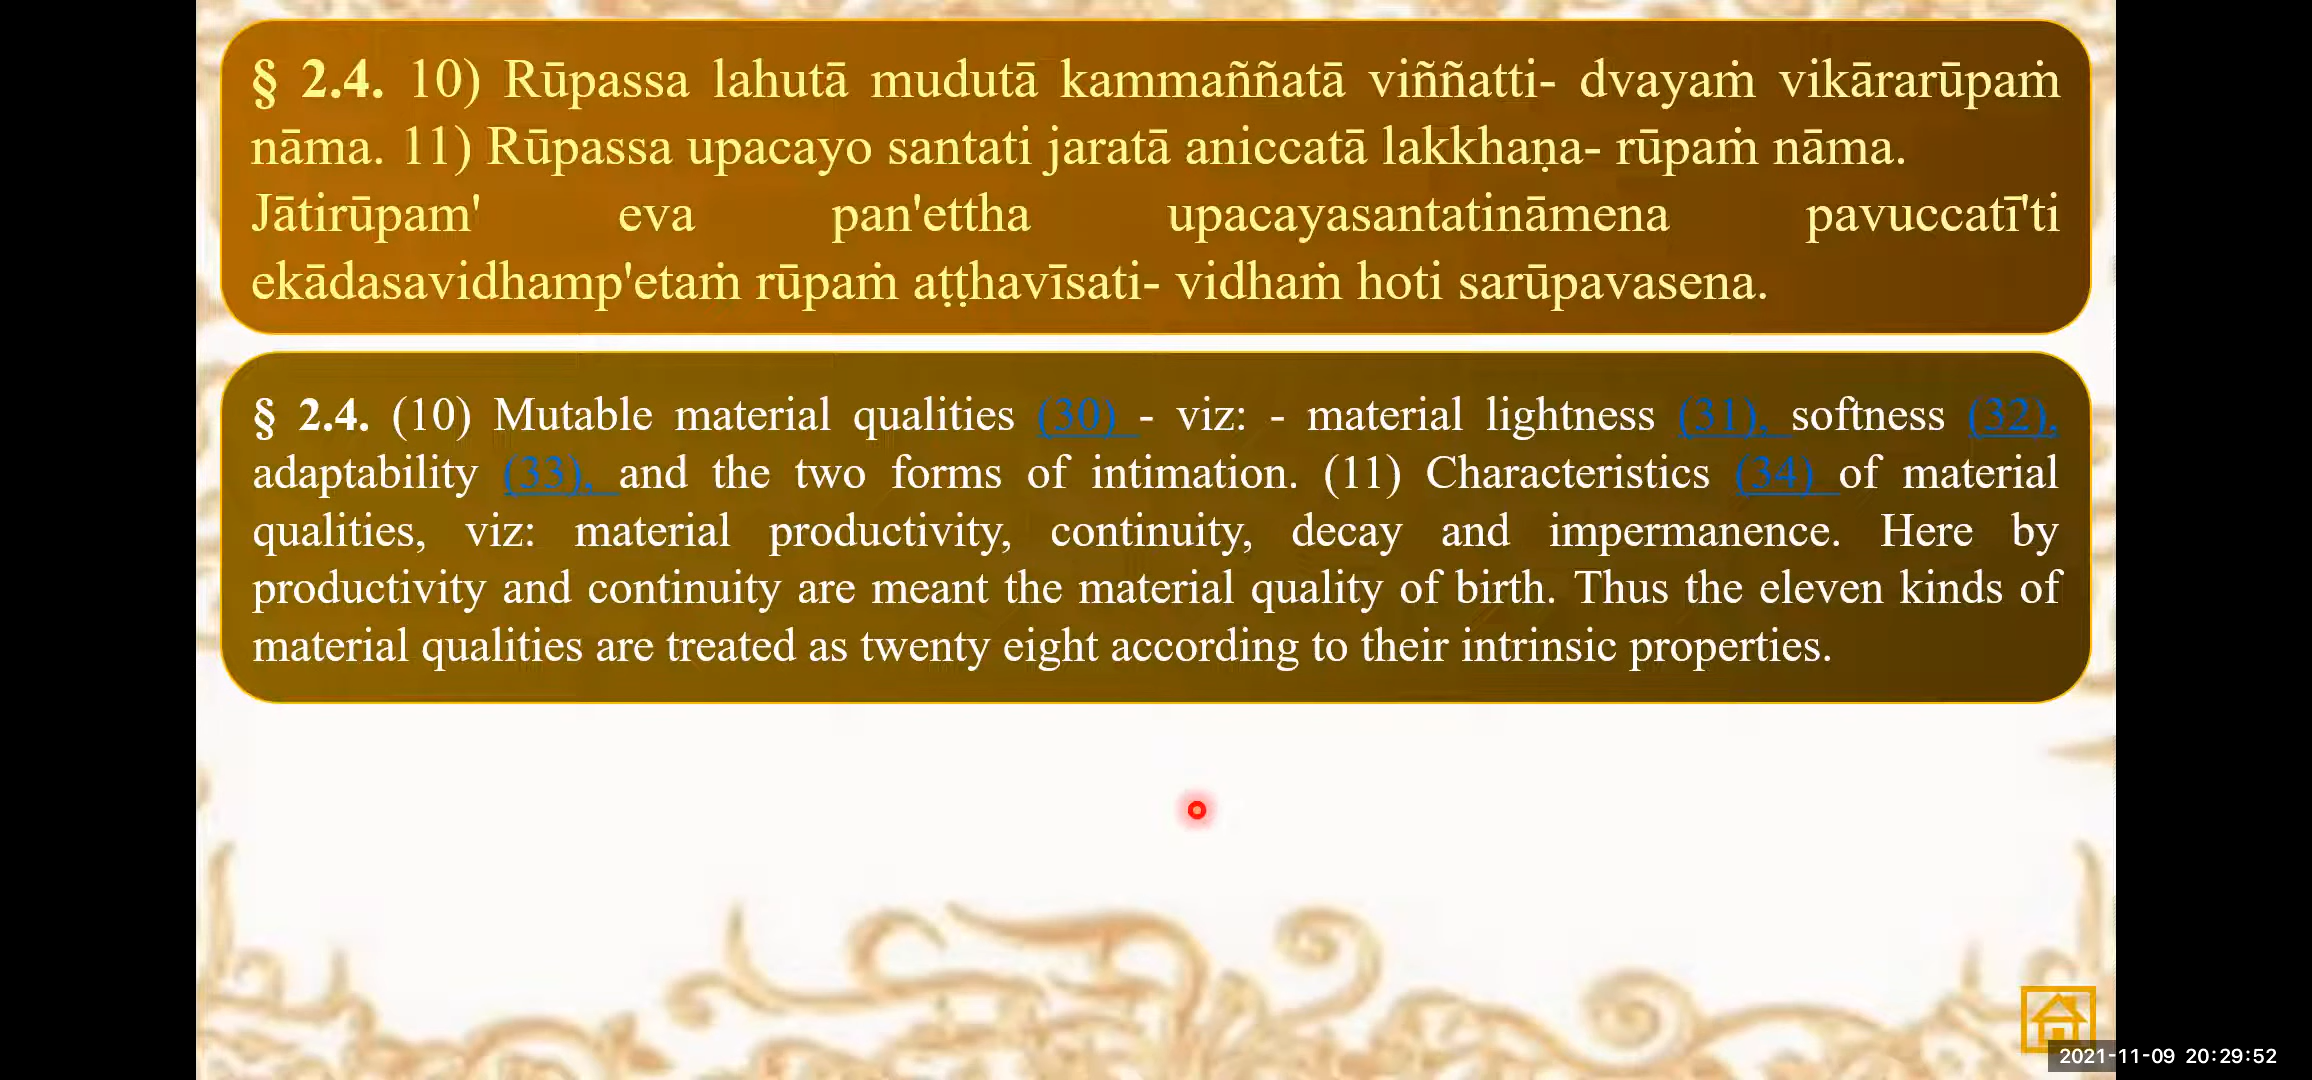 § 2.4. 10) Rūpassa lahutā mudutā kammaññatā viññatti- dvayaṁ vikārarūpaṁ
nāma. 11) Rūpassa upacayo santati jaratā aniccatā lakkhaṇa- rūpaṁ nāma.
Jātirūpam' eva pan'ettha upacayasantatināmena pavuccatī'ti
ekādasavidhamp'etaṁ rūpaṁ aṭṭhavīsati- vidhaṁ hoti sarūpavasena.
§ 2.4. (10) Mutable material qualities (30) - viz: - material lightness (31), softness (32),
adaptability (33), and the two forms of intimation. (11) Characteristics (34) of material
qualities, viz: material productivity, continuity, decay and impermanence. Here by
productivity and continuity are meant the material quality of birth. Thus the eleven kinds of
material qualities are treated as twenty eight according to their intrinsic properties.
2021-11-09 20:29:52